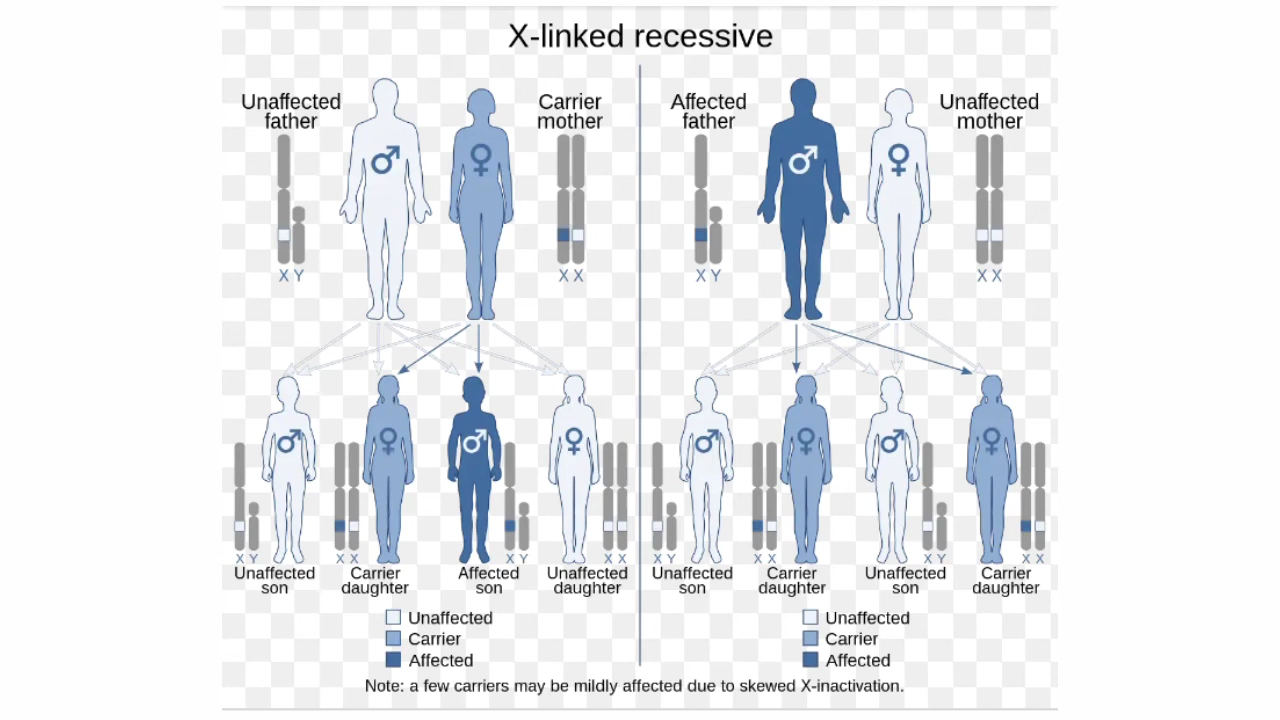 X-linked recessive
Unaffected
father
Carrier
mother
X Y
X X
Unaffected
son
Carrier
daughter
Affected
son
Unaffected
daughter
X Y
X X
X Y
X X
Unaffected
Carrier
Affected
Affected
father
Unaffected
mother
X Y
X X
Unaffected
son
Carrier
daughter
Unaffected
son
Carrier
daughter
X Y
X X
X Y
X X
Unaffected
Carrier
Affected
Note: a few carriers may be mildly affected due to skewed X-inactivation.